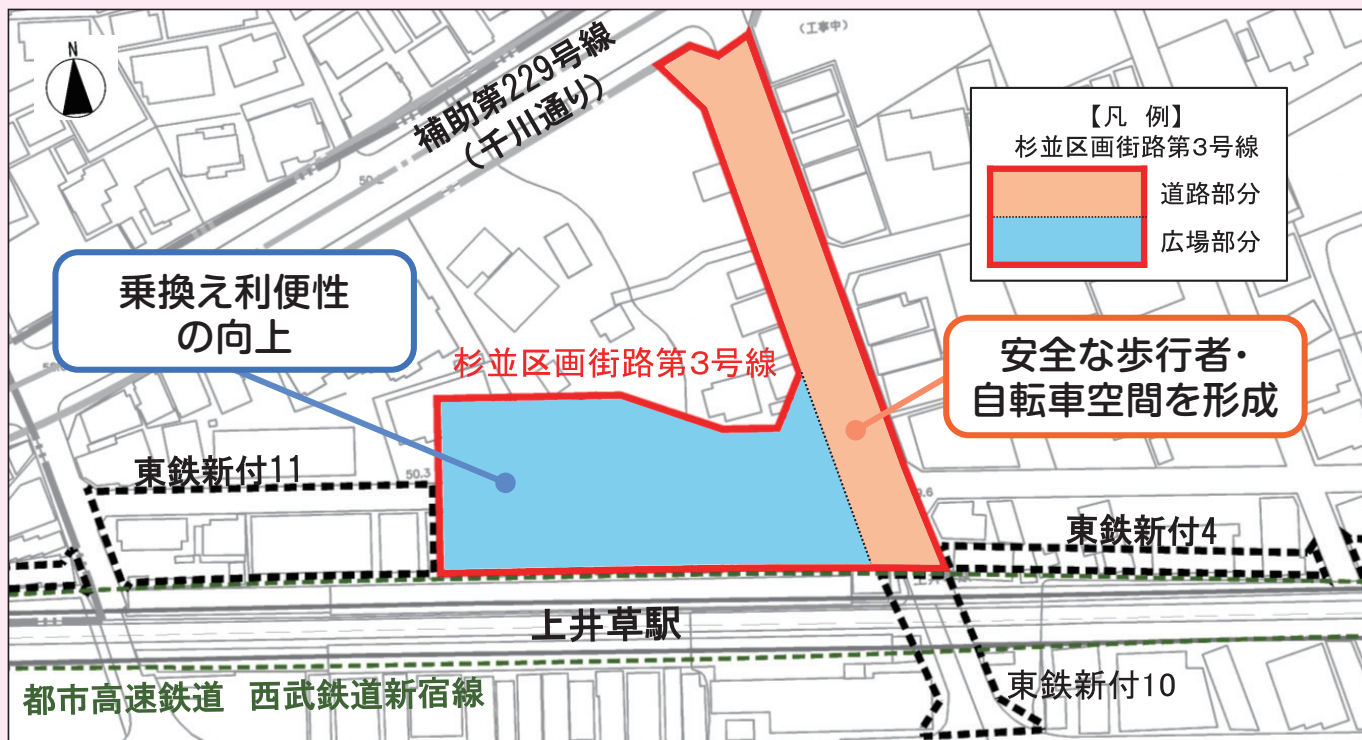 N
(工事中)
補助第229号線
(千川通り)
【凡 例】
杉並区画街路第3号線
道路部分
広場部分
乗換え利便性
の向上
杉並区画街路第3号線
安全な歩行者・
自転車空間を形成
東鉄新付11
50.3
東鉄新付4
上井草駅
都市高速鉄道 西武鉄道新宿線
東鉄新付10